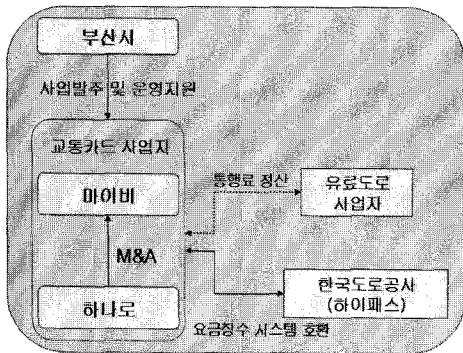 부산시
사업발주 및 운영지원
교통카드 사업자
마이비
M&A
하나로
통행료 정산
유료도로
사업자
한국도로공사
(하이패스)
요금징수 시스템 호환